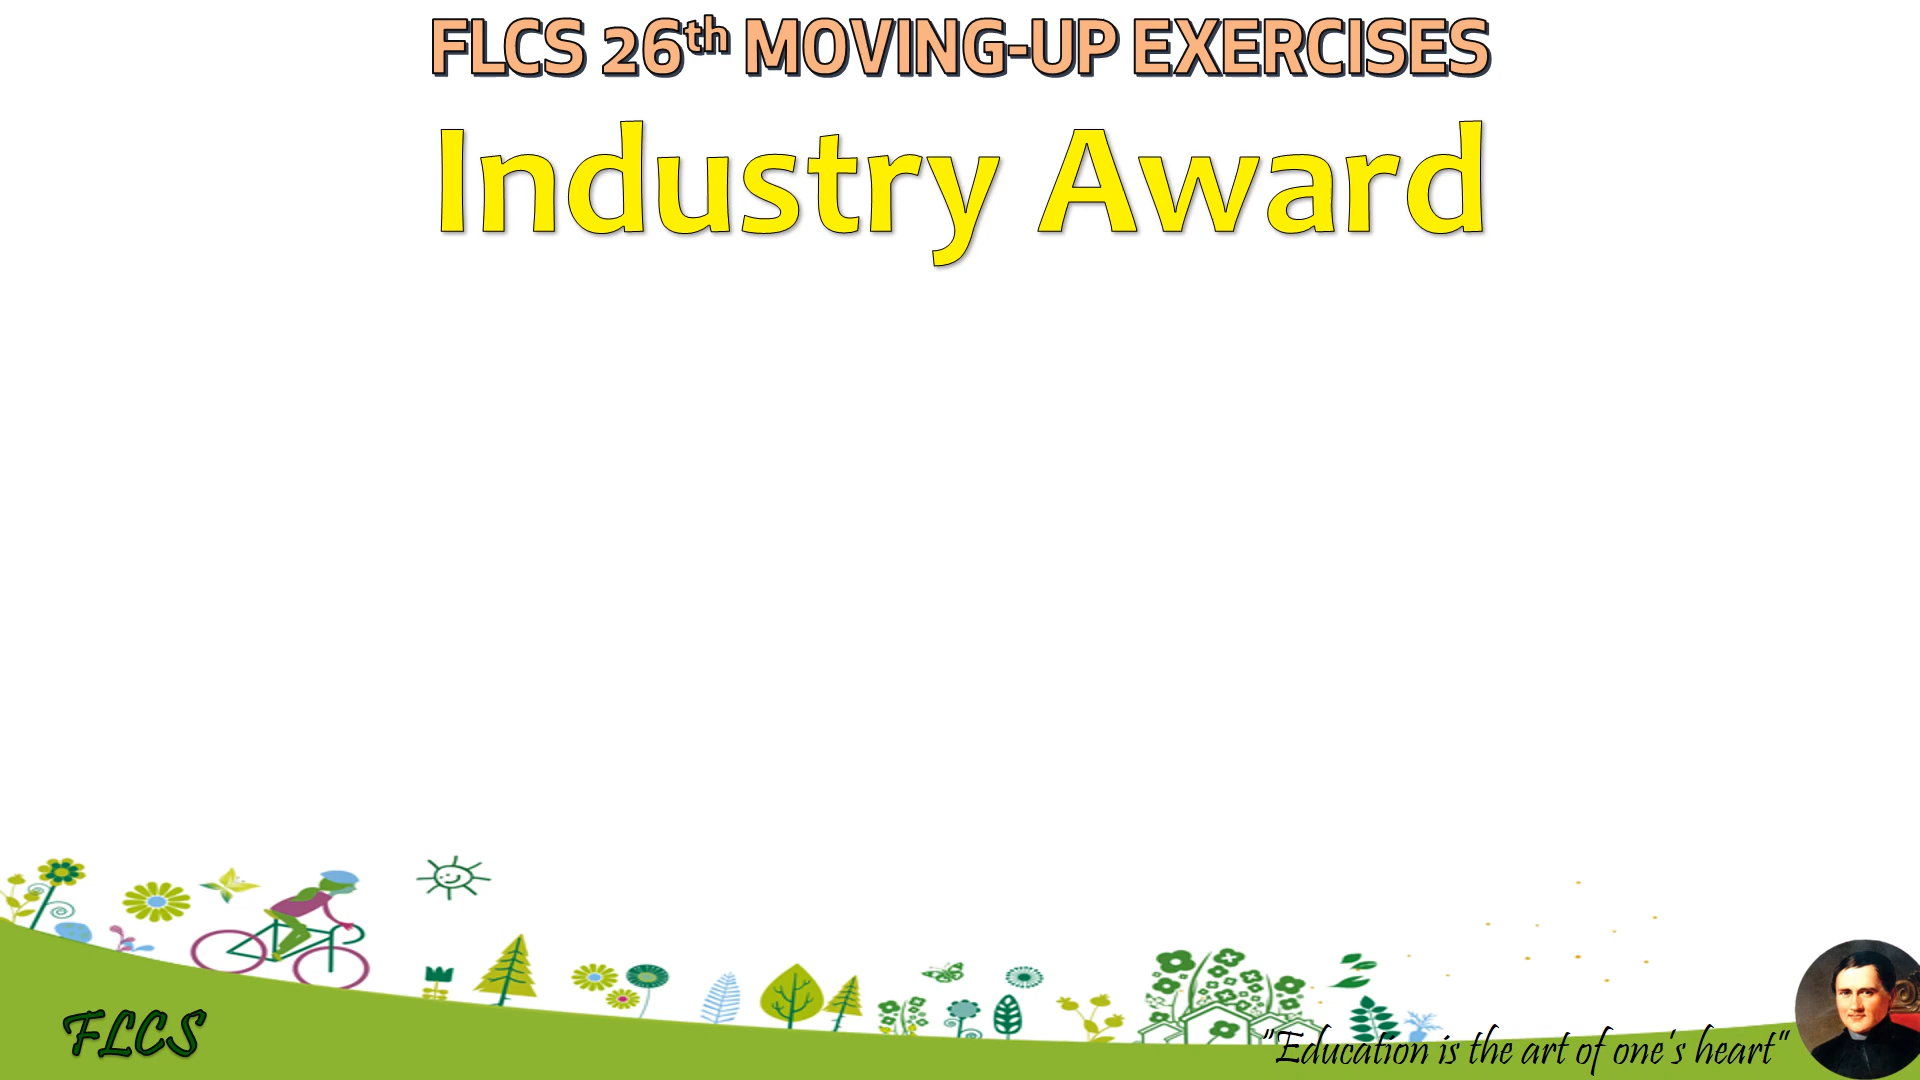 FLCS 26th MOVING-UP EXERCISES
Industry Award
FLCS
"Education is the art of one's heart"